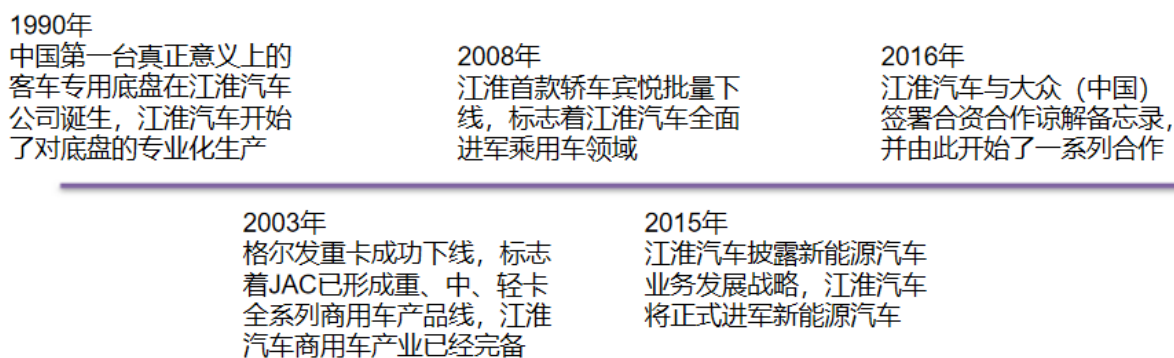 1990年
中国第一台真正意义上的
客车专用底盘在江淮汽车
公司诞生，江淮汽车开始
了对底盘的专业化生产
2008年
江淮首款轿车宾悦批量下
线，标志着江淮汽车全面
进军乘用车领域
2016年
江淮汽车与大众（中国）
签署合资合作谅解备忘录，
并由此开始了一系列合作
2003年
格尔发重卡成功下线，标志
着JAC已形成重、中、轻卡
全系列商用车产品线，江淮
汽车商用车产业已经完备
2015年
江淮汽车披露新能源汽车
业务发展战略，江淮汽车
将正式进军新能源汽车